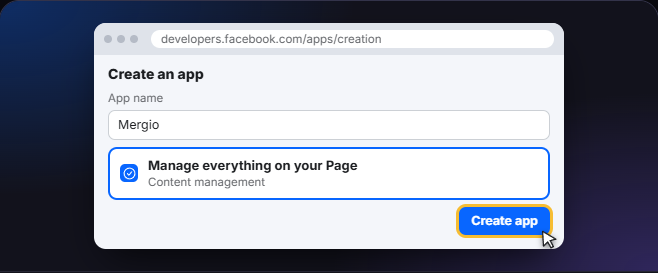 developers.facebook.com/apps/creation
Create an app
App name
Mergio
Manage everything on your Page
Content management
Create app